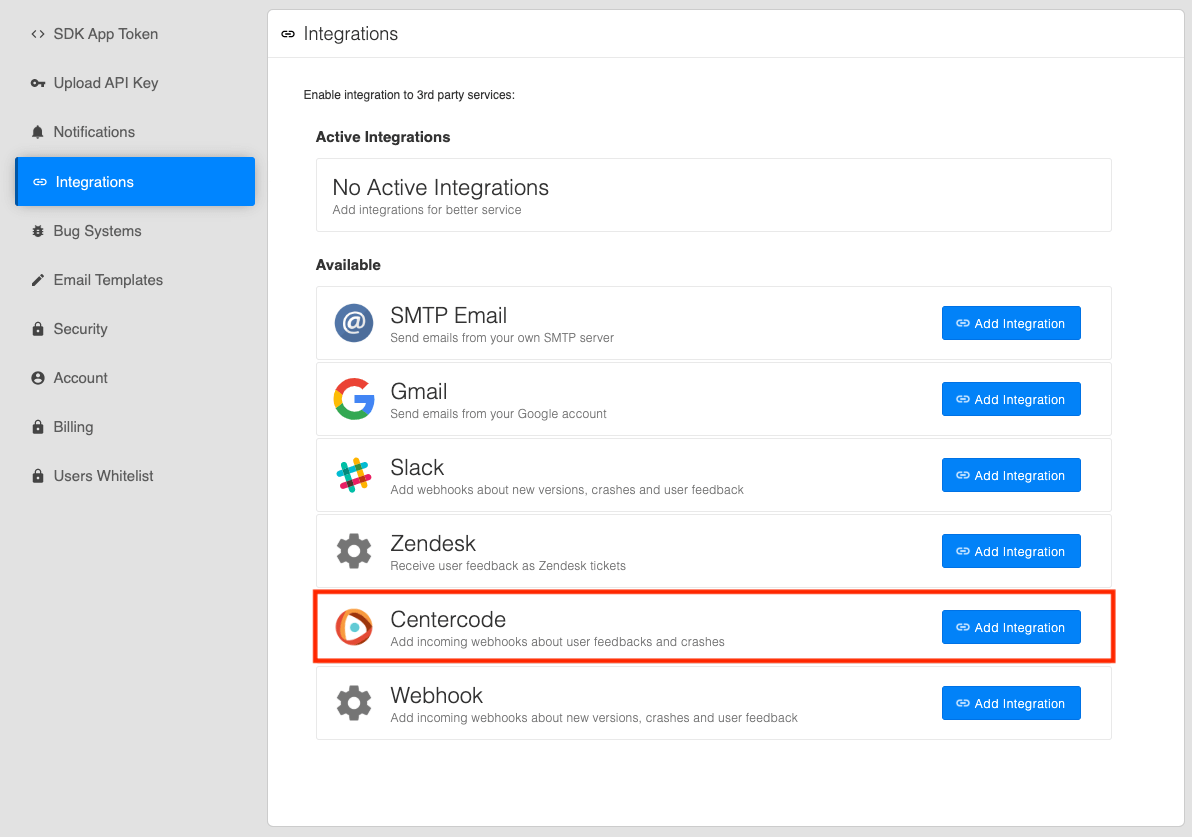 SDK App Token
Upload API Key
Notifications
Integrations
Bug Systems
Email Templates
Security
Account
Billing
Users Whitelist
Integrations
Enable integration to 3rd party services:
Active Integrations
No Active Integrations
Add integrations for better service
Available
SMTP Email
Send emails from your own SMTP server
Add Integration
Gmail
Send emails from your Google account
Add Integration
Slack
Add webhooks about new versions, crashes and user feedback
Add Integration
Zendesk
Receive user feedback as Zendesk tickets
Add Integration
Centercode
Add incoming webhooks about user feedbacks and crashes
Add Integration
Webhook
Add incoming webhooks about new versions, crashes and user feedback
Add Integration